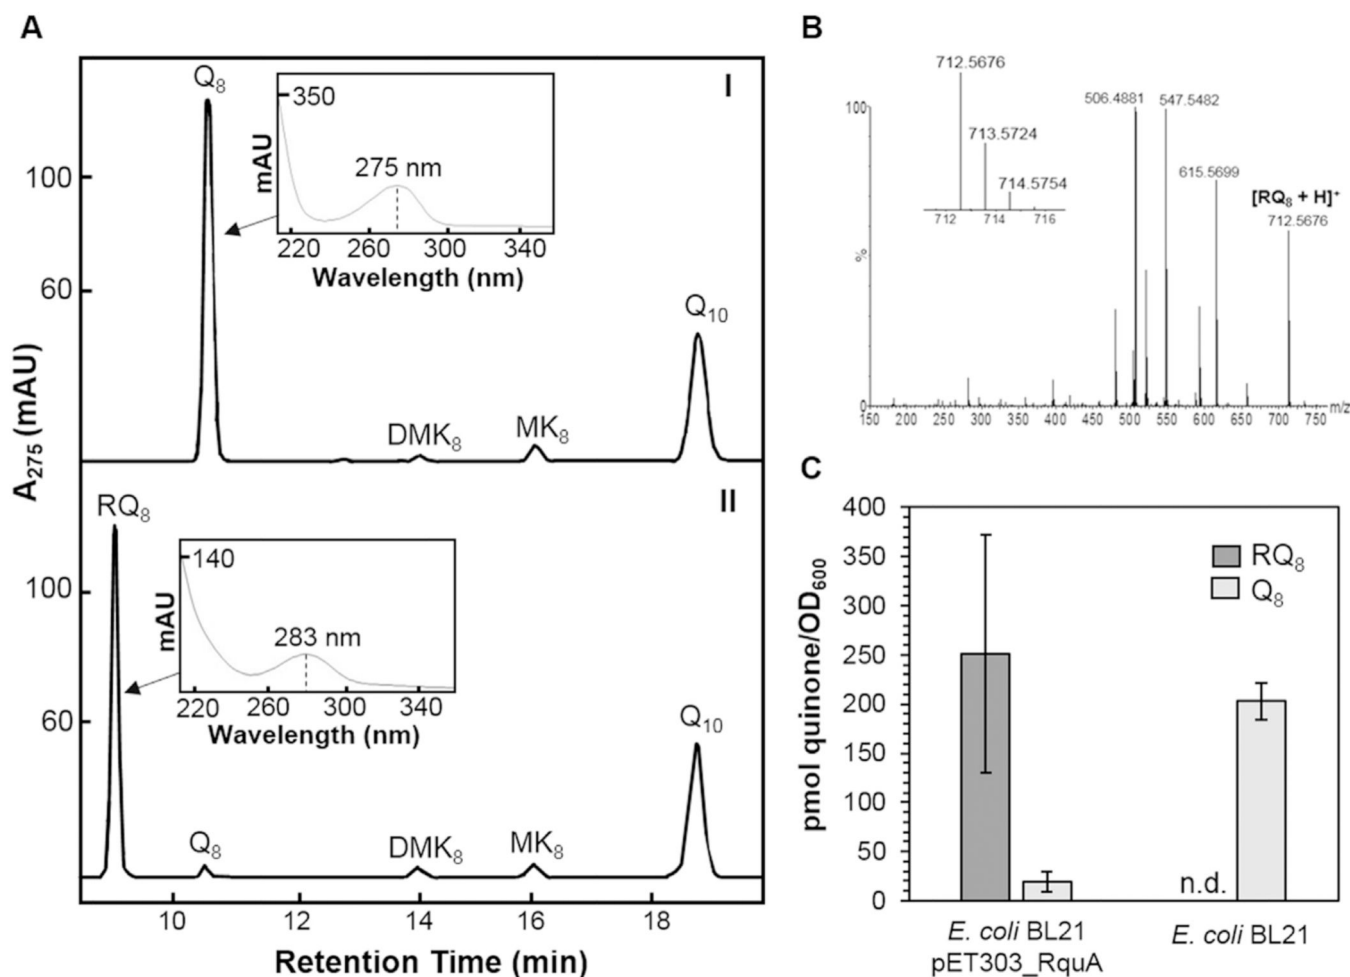 A
I
Q₈
350
mAU
275 nm
220 260 300 340
Wavelength (nm)
Q₁₀
DMK₈
MK₈
100
60
A₂₇₅ (mAU)
II
RQ₈
140
mAU
283 nm
220 260 300 340
Wavelength (nm)
Q₁₀
Q₈
DMK₈
MK₈
100
60
10 12 14 16 18
Retention Time (min)
B
712.5676
713.5724
714.5754
712 714 716
506.4881
547.5482
615.5699
[RQ₈ + H]⁺
712.5676
100
%
0
150 200 250 300 350 400 450 500 550 600 650 700 750 m/z
C
400
350
300
250
200
150
100
50
0
pmol quinone/OD₆₀₀
RQ₈
Q₈
n.d.
E. coli BL21
pET303_RquA
E. coli BL21